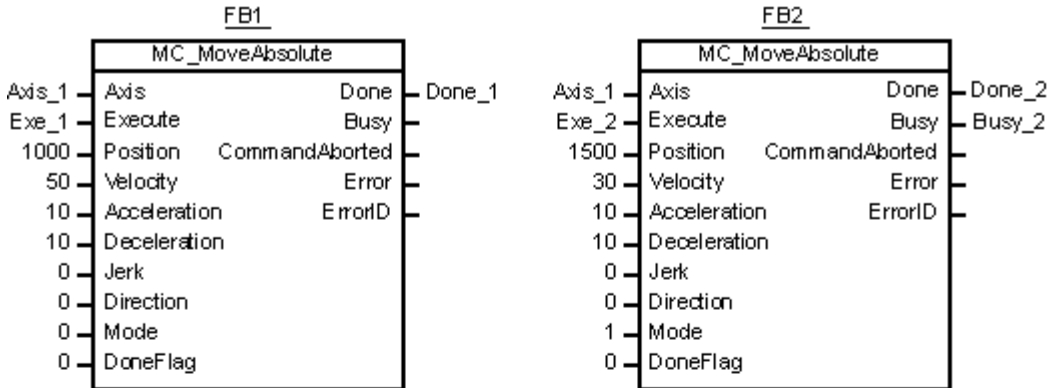 FB1 FB2
MC_MoveAbsolute MC_MoveAbsolute
Axis_1 Axis Done Done_1 Axis_1 Axis Done Done_2
Exe_1 Execute Busy Exe_2 Execute Busy Busy_2
1000 Position CommandAborted 1500 Position CommandAborted
50 Velocity Error 30 Velocity Error
10 Acceleration ErrorID 10 Acceleration ErrorID
10 Deceleration 10 Deceleration
0 Jerk 0 Jerk
0 Direction 0 Direction
0 Mode 1 Mode
0 DoneFlag 0 DoneFlag